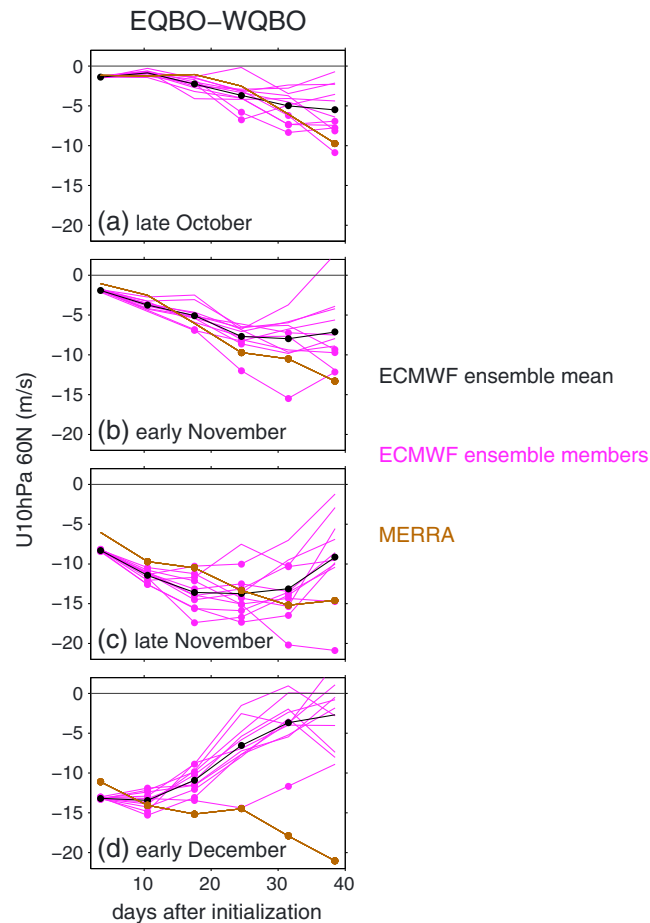 EQBO−WQBO
0
−5
−10
−15
−20
(a) late October
0
−5
−10
−15
−20
(b) early November
0
−5
−10
−15
−20
(c) late November
0
−5
−10
−15
−20
(d) early December
10 20 30 40
days after initialization
U10hPa 60N (m/s)
ECMWF ensemble mean
ECMWF ensemble members
MERRA